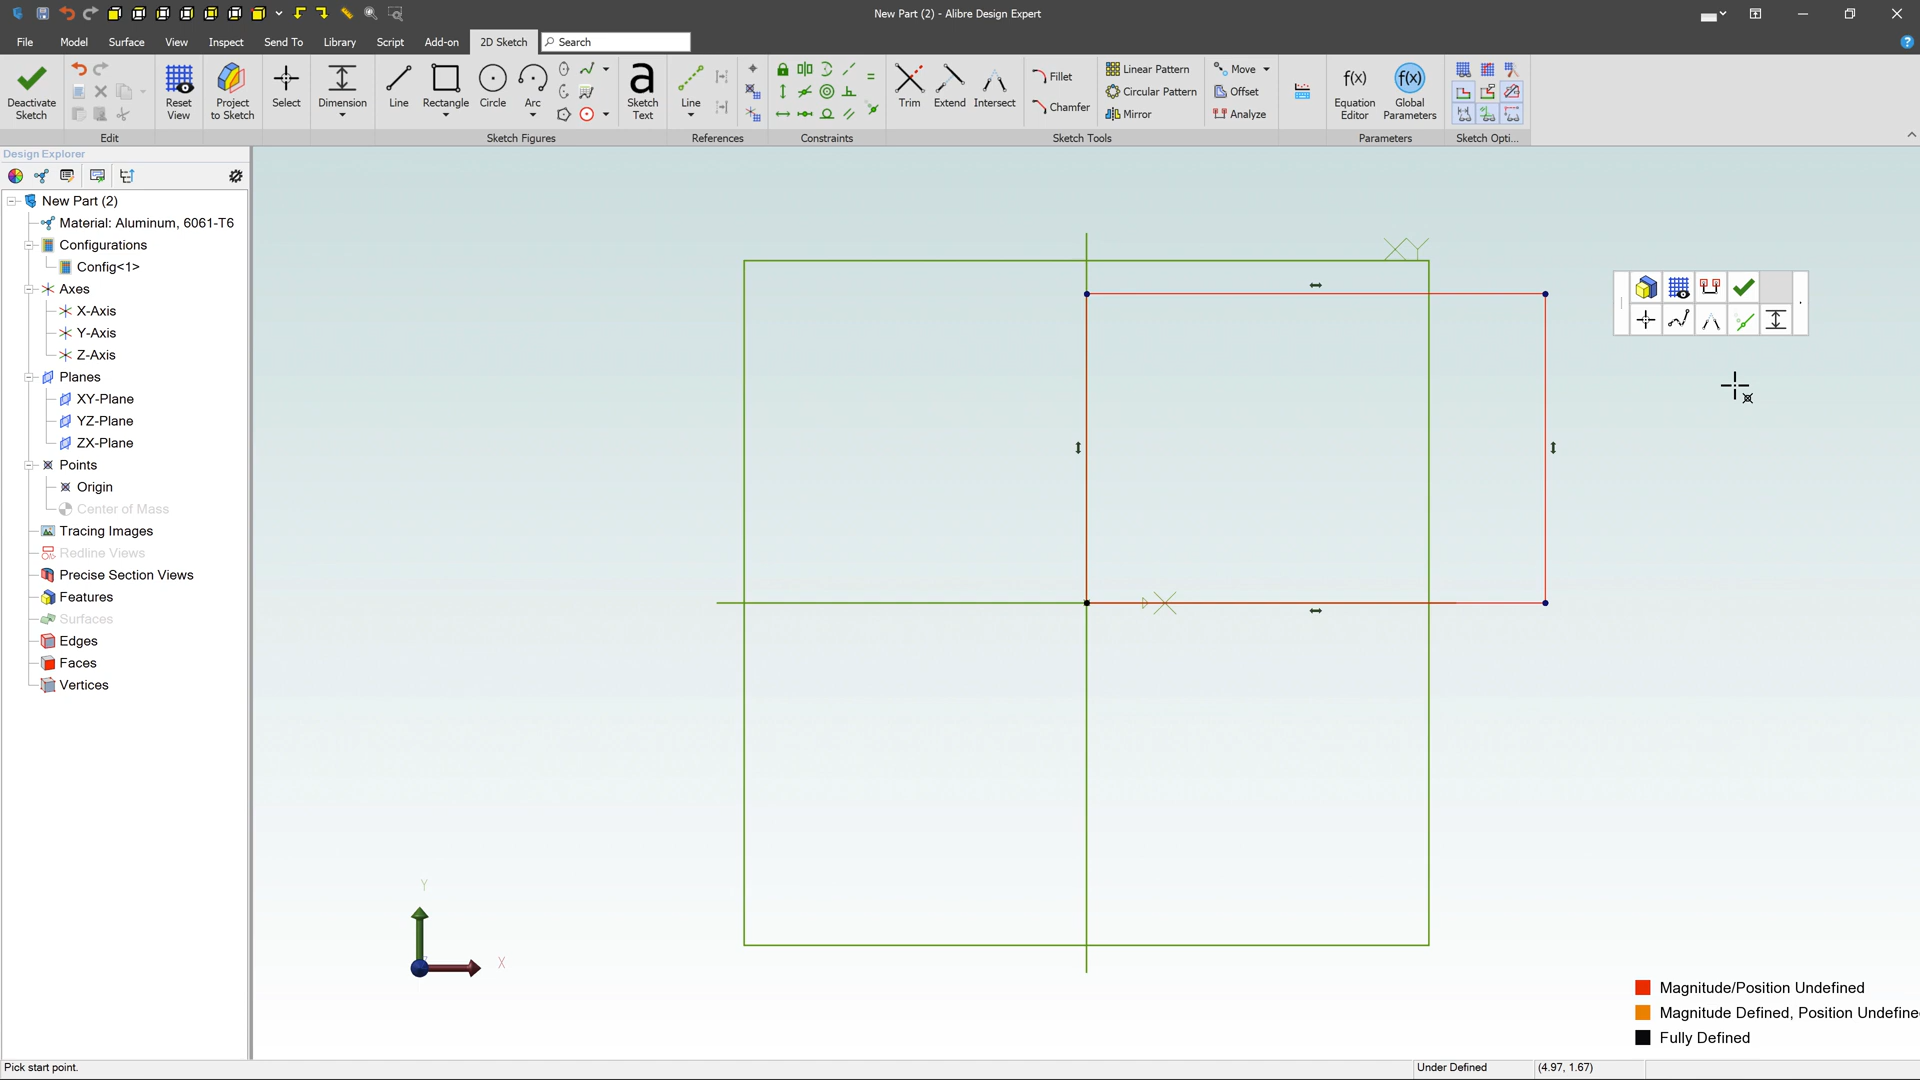 New Part (2) - Alibre Design Expert
File Model Surface View Inspect Send To Library Script Add-on 2D Sketch Search
Deactivate Sketch
Reset View
Project to Sketch
Select
Dimension
Line
Rectangle
Circle
Arc
Sketch Text
Line
Trim
Extend
Intersect
Fillet
Chamfer
Linear Pattern
Circular Pattern
Mirror
Move
Offset
Analyze
Equation Editor
Global Parameters
Edit
Sketch Figures
References
Constraints
Sketch Tools
Parameters
Sketch Opti...
Design Explorer
New Part (2)
Material: Aluminum, 6061-T6
Configurations
Config<1>
Axes
X-Axis
Y-Axis
Z-Axis
Planes
XY-Plane
YZ-Plane
ZX-Plane
Points
Origin
Center of Mass
Tracing Images
Redline Views
Precise Section Views
Features
Surfaces
Edges
Faces
Vertices
XY
X
Y
X
Magnitude/Position Undefined
Magnitude Defined, Position Undefine
Fully Defined
Pick start point.
Under Defined
(4.97, 1.67)